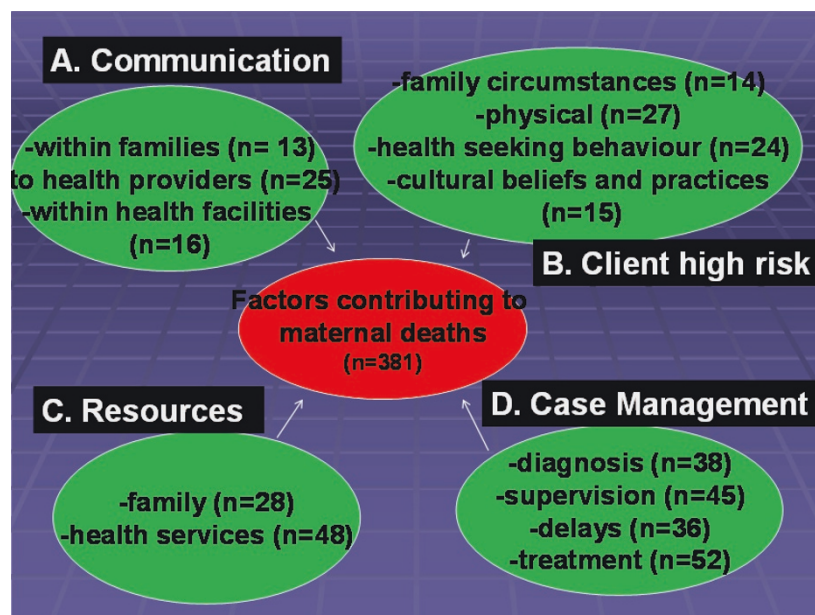 A. Communication
-within families (n= 13)
to health providers (n=25)
-within health facilities
(n=16)
-family circumstances (n=14)
-physical (n=27)
-health seeking behaviour (n=24)
-cultural beliefs and practices
(n=15)
B. Client high risk
Factors contributing to
maternal deaths
(n=381)
C. Resources
-family (n=28)
-health services (n=48)
D. Case Management
-diagnosis (n=38)
-supervision (n=45)
-delays (n=36)
-treatment (n=52)